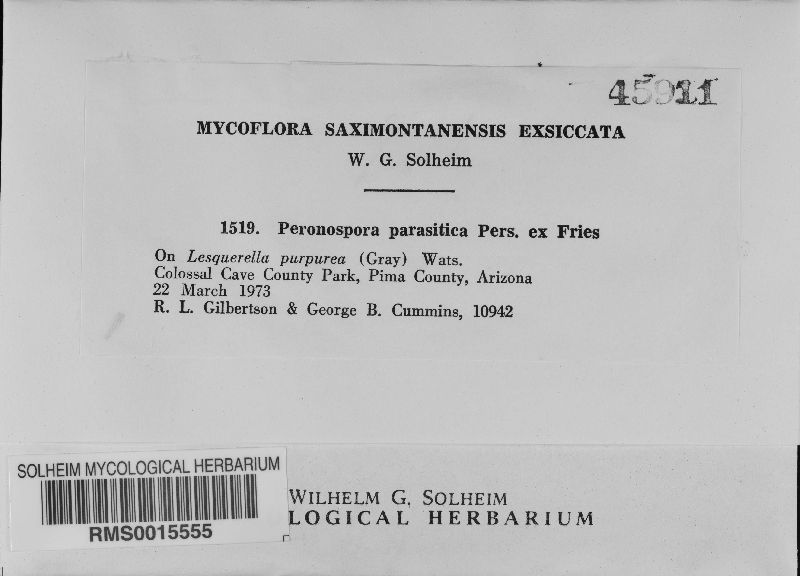 45911
MYCOFLORA SAXIMONTANENSIS EXSICCATA
W. G. Solheim
1519. Peronospora parasitica Pers. ex Fries
On Lesquerella purpurea (Gray) Wats.
Colossal Cave County Park, Pima County, Arizona
22 March 1973
R. L. Gilbertson & George B. Cummins, 10942
SOLHEIM MYCOLOGICAL HERBARIUM
RMS0015555
WILHELM G. SOLHEIM
LOGICAL HERBARIUM